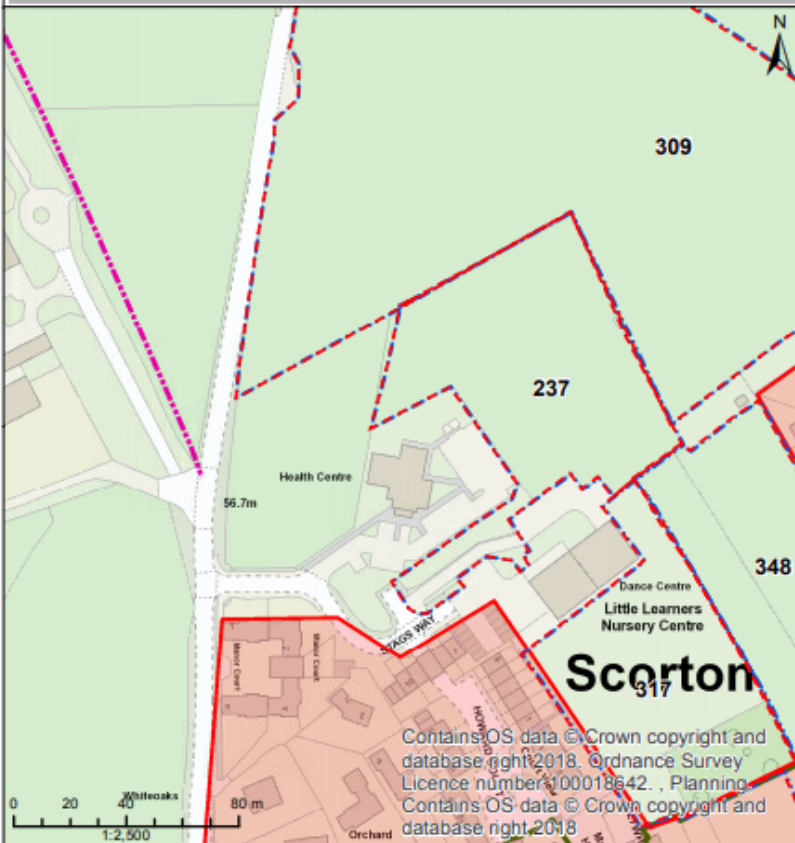 N
309
237
Health Centre
56.7m
348
Dance Centre
Little Learners
Nursery Centre
STAGS WAY
Scorton
317
Manor Court
Manor Court
Contains OS data © Crown copyright and
database right 2018. Ordnance Survey
Licence number 100018642. , Planning,
Contains OS data © Crown copyright and
database right 2018
Whiteoaks
0 20 40 80 m
1:2,500
Orchard